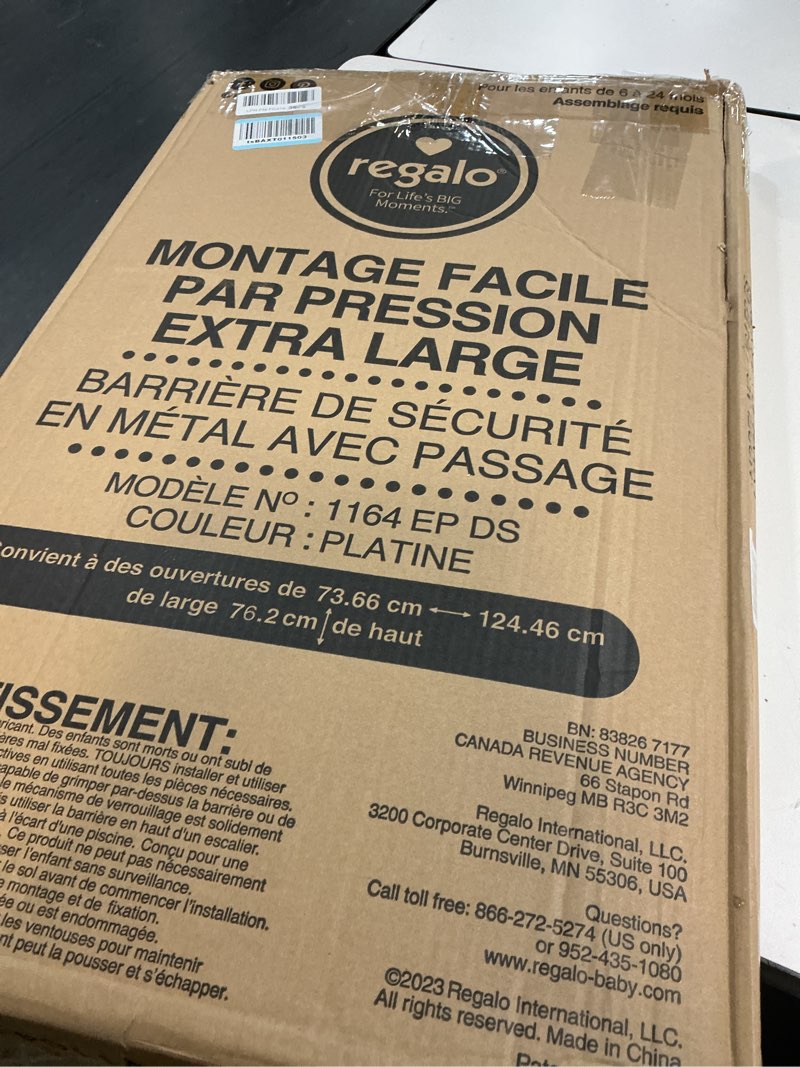 Pour les enfants de 6 à 24 mois
Assemblage requis
regalo®
For Life's BIG
Moments.™
MONTAGE FACILE
PAR PRESSION
EXTRA LARGE
BARRIÈRE DE SÉCURITÉ
EN MÉTAL AVEC PASSAGE
MODÈLE Nº : 1164 EP DS
COULEUR : PLATINE
onvient à des ouvertures de 73.66 cm ⟷ 124.46 cm
de large 76.2 cm ↕ de haut
ISSEMENT:
ricant. Des enfants sont morts ou ont subi de
ères mal fixées. TOUJOURS installer et utiliser
ctives en utilisant toutes les pièces nécessaires.
apable de grimper par-dessus la barrière ou de
le mécanisme de verrouillage est solidement
s utiliser la barrière en haut d'un escalier.
à l'écart d'une piscine. Conçu pour une
. Ce produit ne peut pas nécessairement
ser l'enfant sans surveillance.
le sol avant de commencer l'installation.
e montage et de fixation.
ée ou est endommagée.
les ventouses pour maintenir
nt peut la pousser et s'échapper.
BN: 83826 7177
BUSINESS NUMBER
CANADA REVENUE AGENCY
66 Stapon Rd
Winnipeg MB R3C 3M2
Regalo International, LLC.
3200 Corporate Center Drive, Suite 100
Burnsville, MN 55306, USA
Questions?
Call toll free: 866-272-5274 (US only)
or 952-435-1080
www.regalo-baby.com
©2023 Regalo International, LLC.
All rights reserved. Made in China